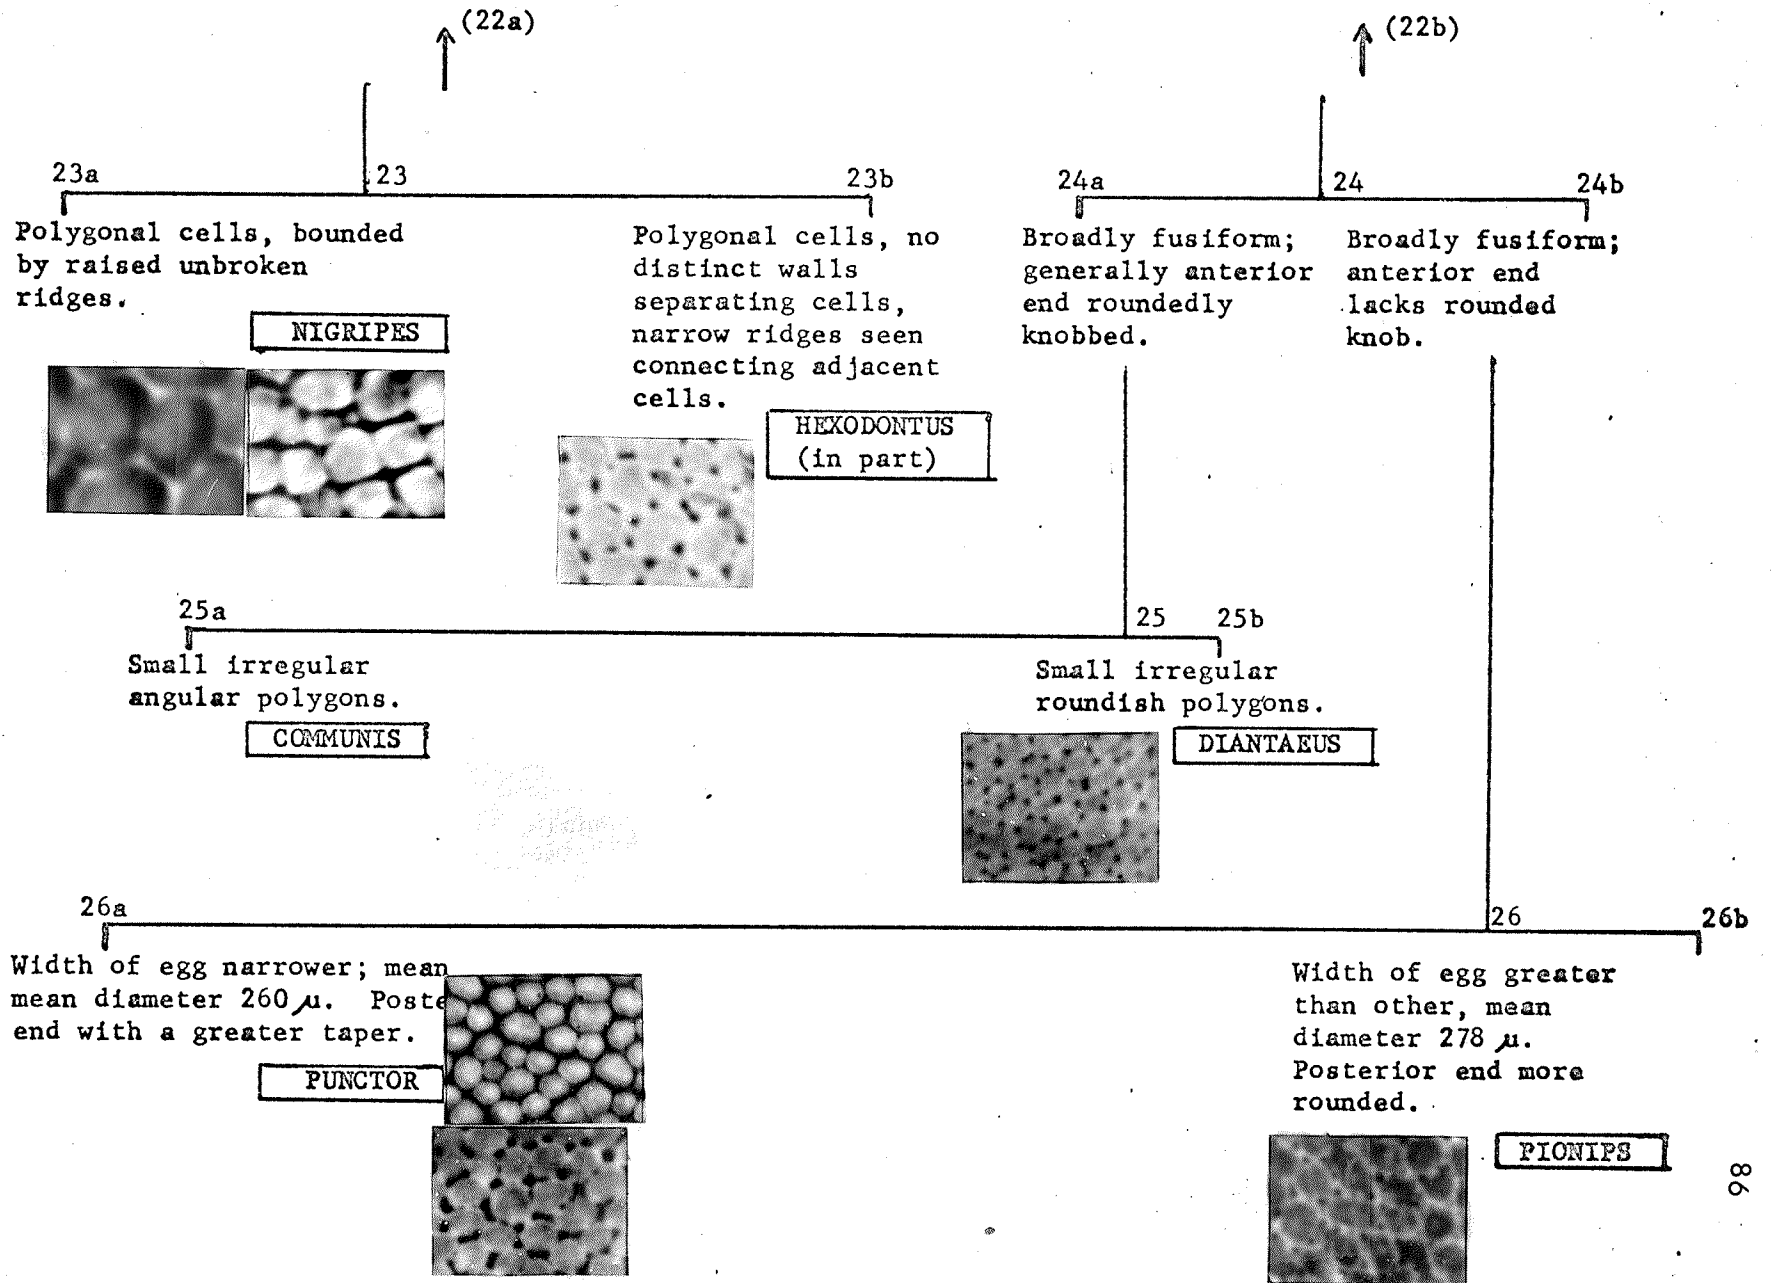 (22a)
(22b)
23a
23
23b
24a
24
24b
Polygonal cells, bounded
by raised unbroken
ridges.
NIGRIPES
Polygonal cells, no
distinct walls
separating cells,
narrow ridges seen
connecting adjacent
cells.
HEXODONTUS
(in part)
Broadly fusiform;
generally anterior
end roundedly
knobbed.
Broadly fusiform;
anterior end
lacks rounded
knob.
25a
25
25b
Small irregular
angular polygons.
COMMUNIS
Small irregular
roundish polygons.
DIANTAEUS
26a
26
26b
Width of egg narrower; mean
mean diameter 260 µ. Poste
end with a greater taper.
PUNCTOR
Width of egg greater
than other, mean
diameter 278 µ.
Posterior end more
rounded.
PIONIPS
86